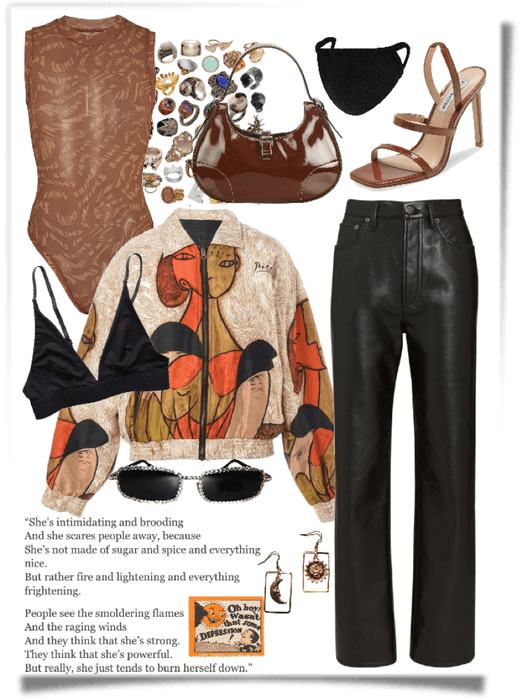 “She’s intimidating and brooding
And she scares people away, because
She’s not made of sugar and spice and everything
nice.
But rather fire and lightening and everything
frightening.
People see the smoldering flames
And the raging winds
And they think that she’s strong.
They think that she’s powerful.
But really, she just tends to burn herself down.”
Oh boy!
Wasn't
that some
DEPRESSION!